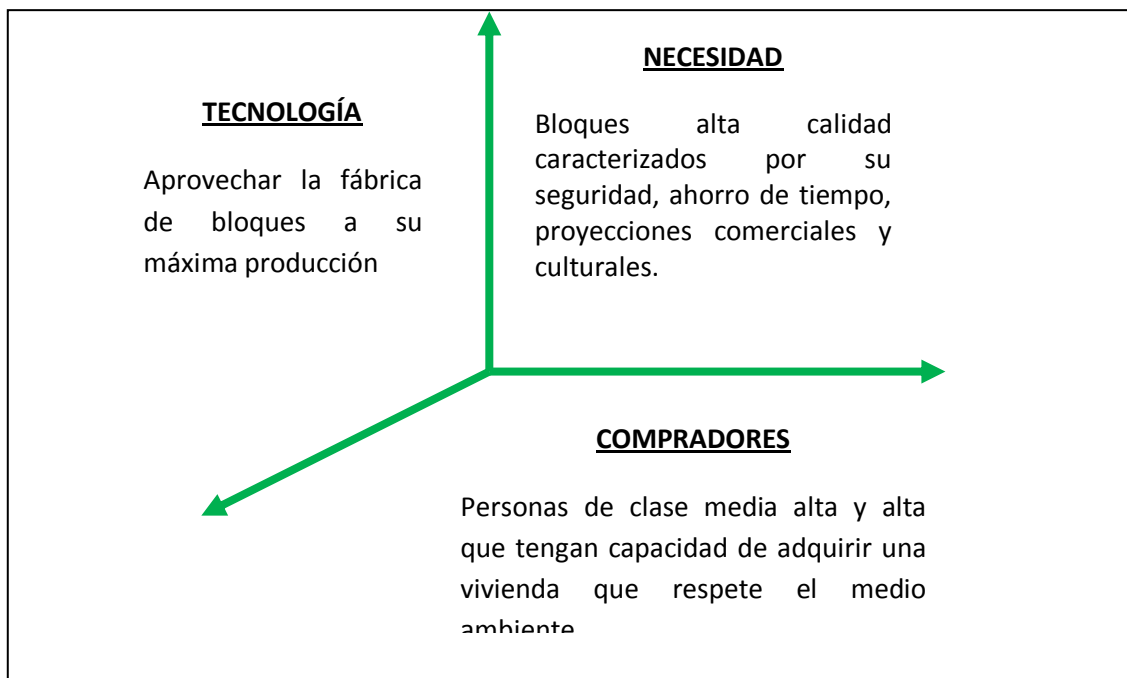 TECNOLOGÍA
Aprovechar la fábrica
de bloques a su
máxima producción
NECESIDAD
Bloques alta calidad
caracterizados por su
seguridad, ahorro de tiempo,
proyecciones comerciales y
culturales.
COMPRADORES
Personas de clase media alta y alta
que tengan capacidad de adquirir una
vivienda que respete el medio
ambiente